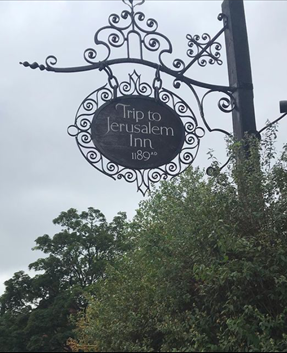 Trip to
Jerusalem
Inn
1189AD